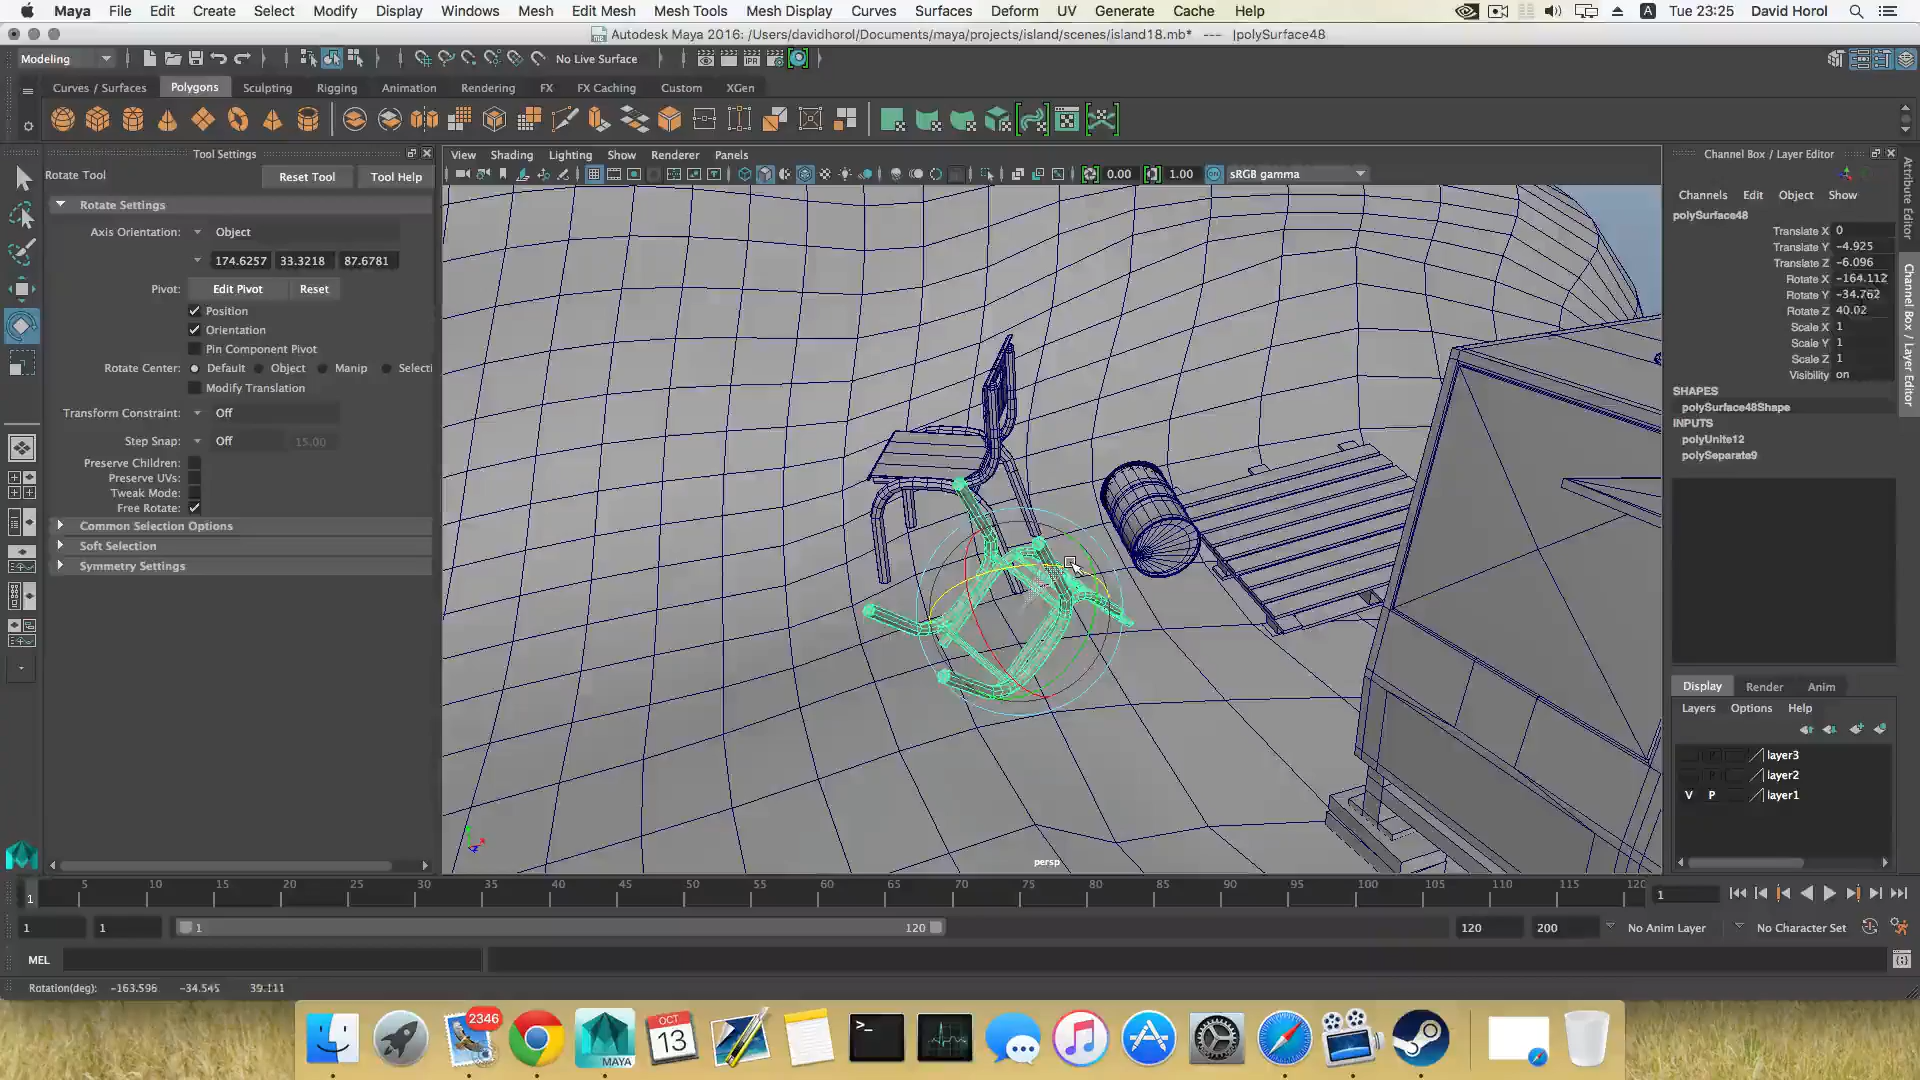 Maya File Edit Create Select Modify Display Windows Mesh Edit Mesh Mesh Tools Mesh Display Curves Surfaces Deform UV Generate Cache Help A Tue 23:25 David Horol
Autodesk Maya 2016: /Users/davidhorol/Documents/maya/projects/island/scenes/island18.mb* --- |polySurface48
Modeling No Live Surface
Curves / Surfaces Polygons Sculpting Rigging Animation Rendering FX FX Caching Custom XGen
Tool Settings
Rotate Tool Reset Tool Tool Help
Rotate Settings
Axis Orientation: Object
174.6257 33.3218 87.6781
Pivot: Edit Pivot Reset
Position
Orientation
Pin Component Pivot
Rotate Center: Default Object Manip Selecti
Modify Translation
Transform Constraint: Off
Step Snap: Off 15.00
Preserve Children:
Preserve UVs:
Tweak Mode:
Free Rotate:
Common Selection Options
Soft Selection
Symmetry Settings
View Shading Lighting Show Renderer Panels
0.00 1.00 ON sRGB gamma
persp
Channel Box / Layer Editor
Channels Edit Object Show
polySurface48
Translate X 0
Translate Y -4.925
Translate Z -6.096
Rotate X -164.112
Rotate Y -34.762
Rotate Z 40.02
Scale X 1
Scale Y 1
Scale Z 1
Visibility on
SHAPES
polySurface48Shape
INPUTS
polyUnite12
polySeparate9
Attribute Editor
Channel Box / Layer Editor
Display Render Anim
Layers Options Help
P layer3
P layer2
V P layer1
1 5 10 15 20 25 30 35 40 45 50 55 60 65 70 75 80 85 90 95 100 105 110 115 120 1
1 1 1 120 120 200 No Anim Layer No Character Set
MEL
Rotation(deg): -163.596 -34.545 39.111
2346
MAYA
OCT
13